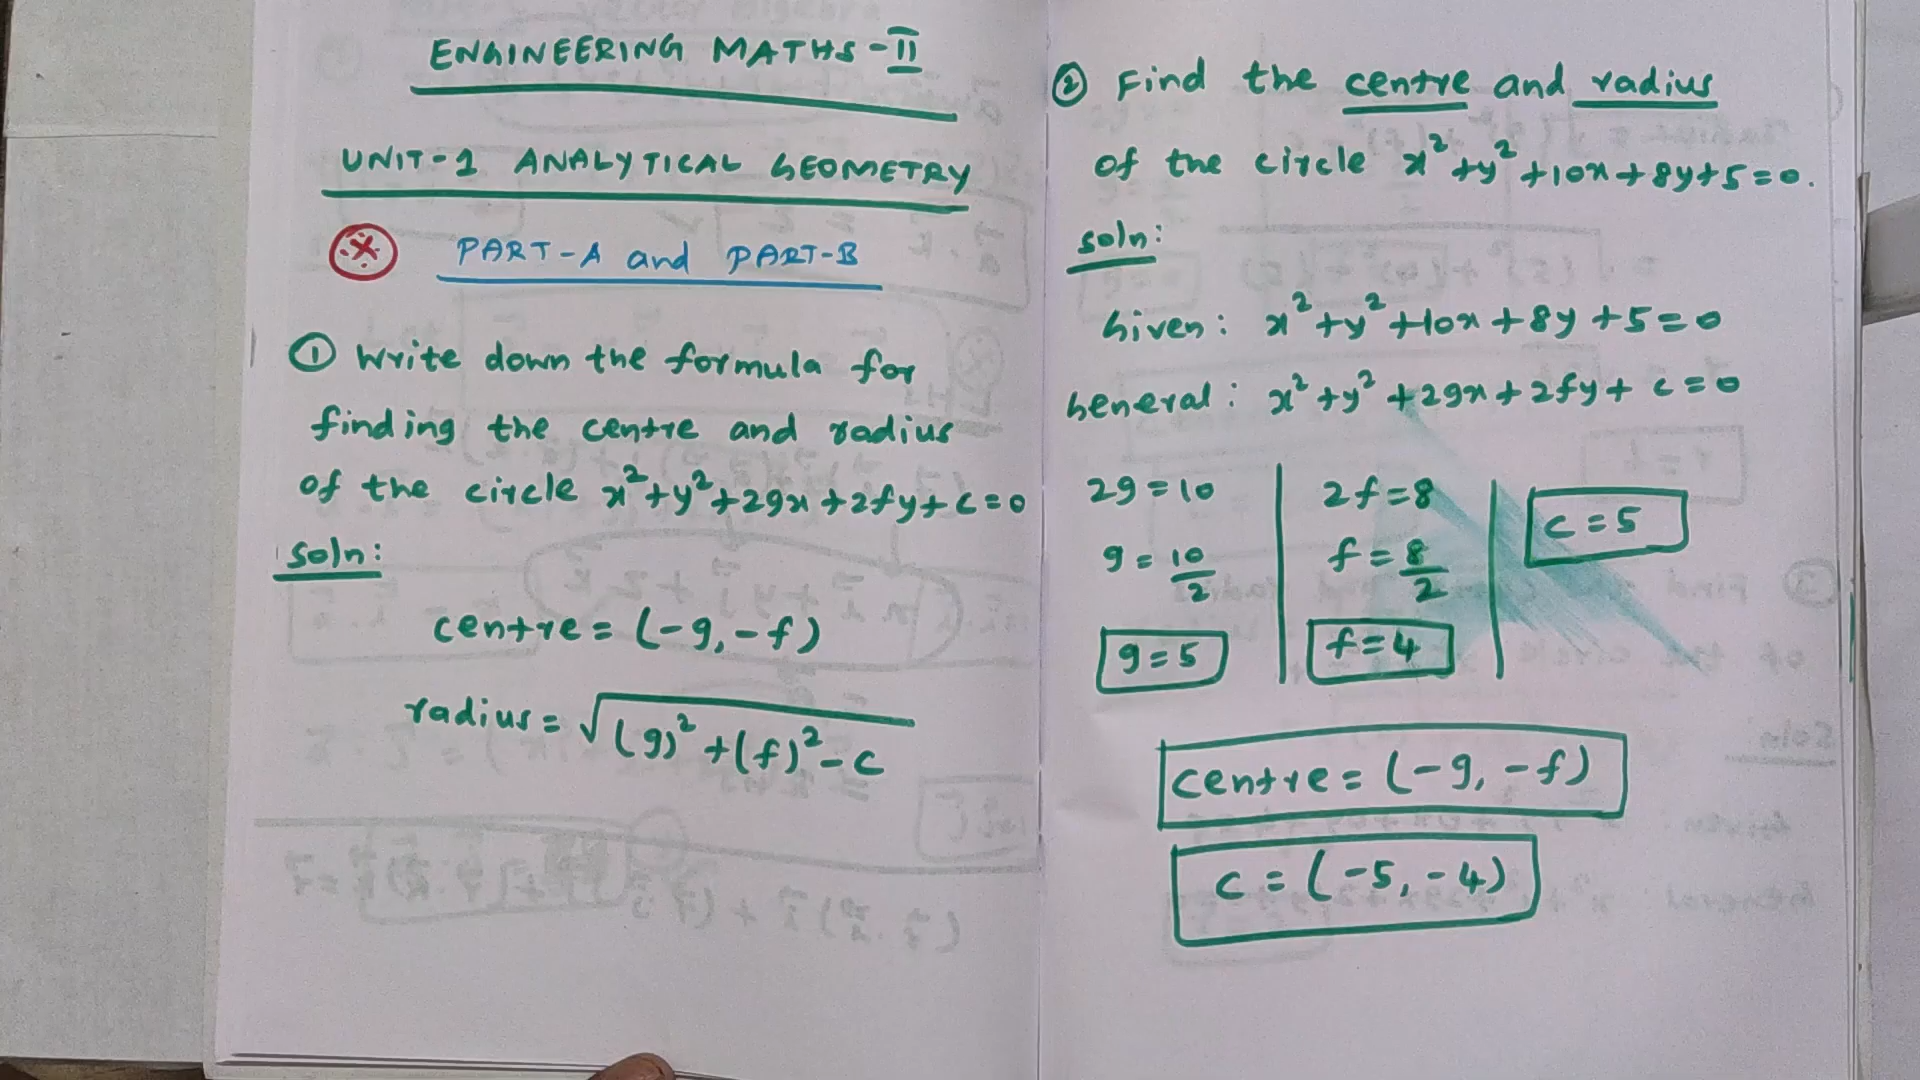 ENGINEERING MATHS-II
UNIT-1 ANALYTICAL GEOMETRY
PART-A and PART-B
① Write down the formula for
finding the centre and radius
of the circle x²+y²+2gx+2fy+c=0
soln:
centre = (-g, -f)
radius = √(g)²+(f)²-c
② Find the centre and radius
of the circle x²+y²+10x+8y+5=0.
soln:
Given: x²+y²+10x+8y+5=0
General: x²+y²+2gx+2fy+c=0
2g=10 2f=8 c=5
g=10/2 f=8/2
g=5 f=4
centre = (-g, -f)
c = (-5, -4)